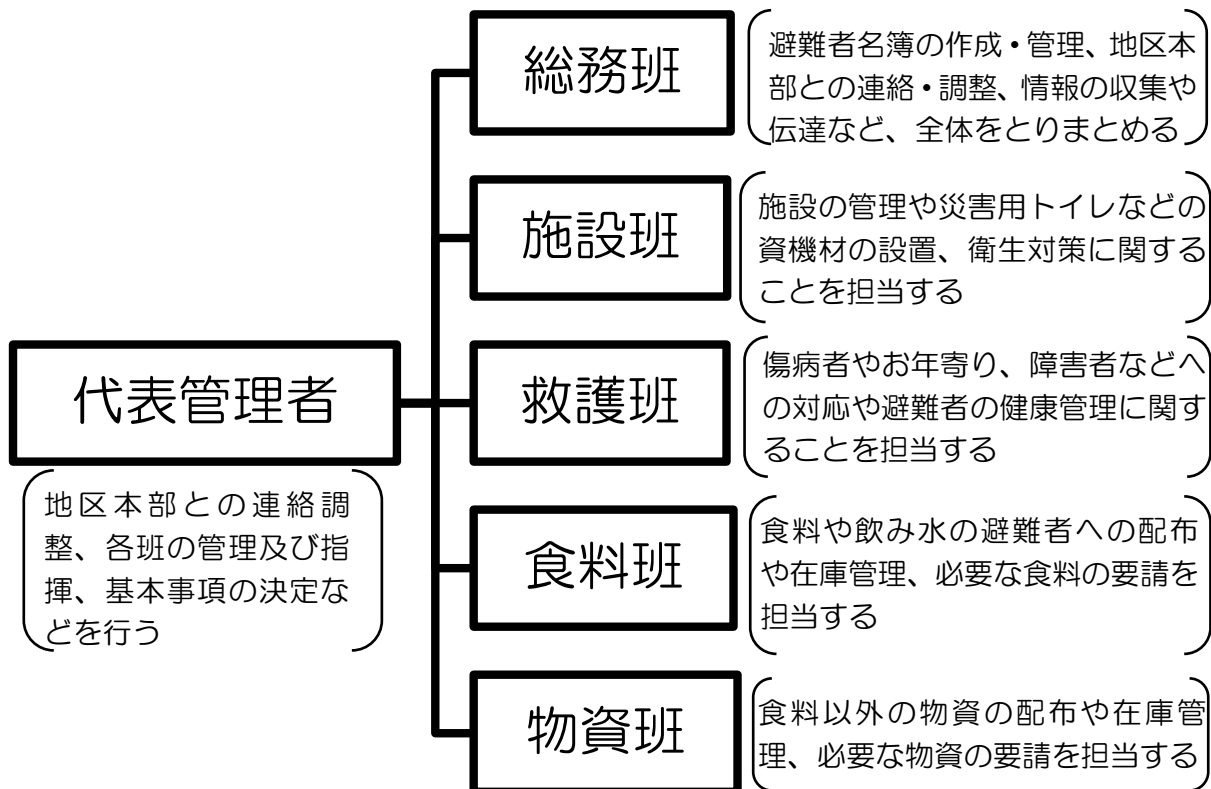 総務班
避難者名簿の作成・管理、地区本
部との連絡・調整、情報の収集や
伝達など、全体をとりまとめる
施設班
施設の管理や災害用トイレなどの
資機材の設置、衛生対策に関する
ことを担当する
代表管理者
地区本部との連絡調
整、各班の管理及び指
揮、基本事項の決定な
どを行う
救護班
傷病者やお年寄り、障害者などへ
の対応や避難者の健康管理に関す
ることを担当する
食料班
食料や飲み水の避難者への配布
や在庫管理、必要な食料の要請を
担当する
物資班
食料以外の物資の配布や在庫管
理、必要な物資の要請を担当する